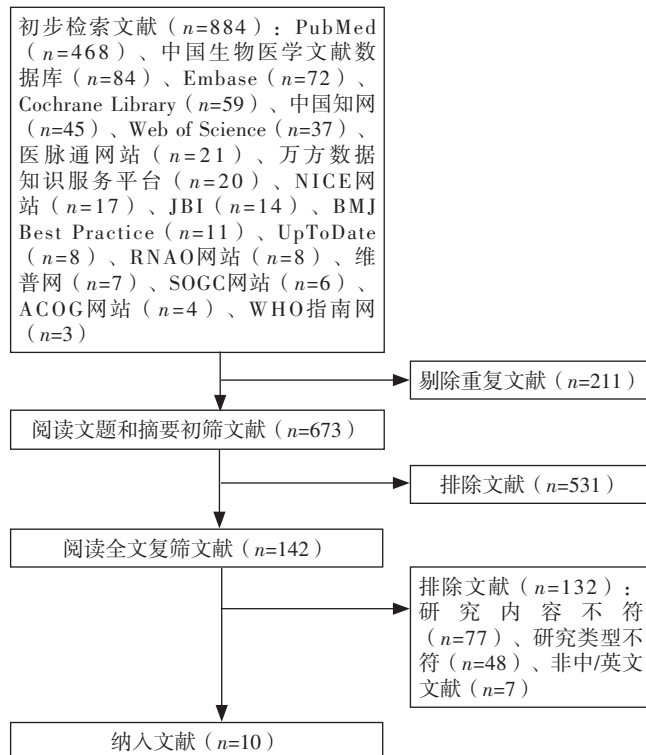 初步检索文献（n=884）：PubMed
（n=468）、中国生物医学文献数
据库（n=84）、Embase（n=72）、
Cochrane Library（n=59）、中国知网
（n=45）、Web of Science（n=37）、
医脉通网站（n=21）、万方数据
知识服务平台（n=20）、NICE网
站（n=17）、JBI（n=14）、BMJ
Best Practice（n=11）、UpToDate
（n=8）、RNAO网站（n=8）、维
普网（n=7）、SOGC网站（n=6）、
ACOG网站（n=4）、WHO指南网
（n=3）
剔除重复文献（n=211）
阅读文题和摘要初筛文献（n=673）
排除文献（n=531）
阅读全文复筛文献（n=142）
排除文献（n=132）：
研究内容不符
（n=77）、研究类型不
符（n=48）、非中/英文
文献（n=7）
纳入文献（n=10）